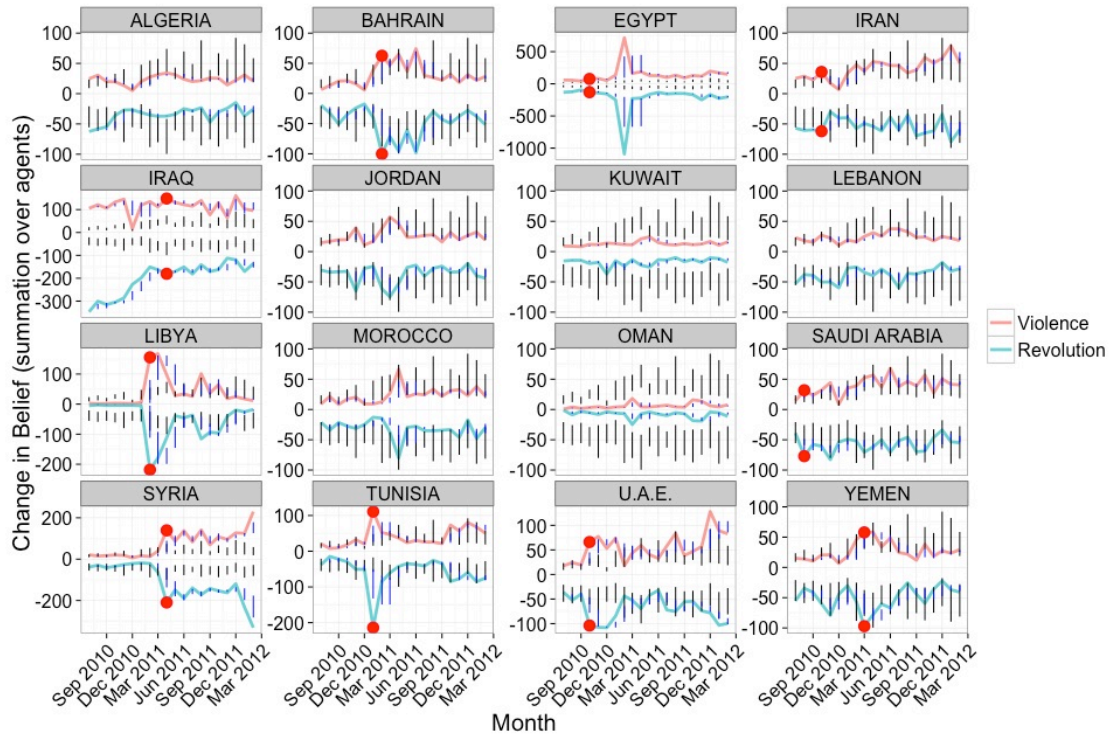 Change in Belief (summation over agents)
ALGERIA BAHRAIN EGYPT IRAN
100 50 0 -50 -100
100 50 0 -50 -100
500 0 -500 -1000
100 50 0 -50 -100
IRAQ JORDAN KUWAIT LEBANON
100 0 -100 -200 -300
100 50 0 -50 -100
100 50 0 -50 -100
100 50 0 -50 -100
LIBYA MOROCCO OMAN SAUDI ARABIA
100 0 -100 -200
100 50 0 -50 -100
100 50 0 -50 -100
100 50 0 -50 -100
SYRIA TUNISIA U.A.E. YEMEN
200 0 -200
100 0 -100 -200
100 50 0 -50 -100
100 50 0 -50 -100
Sep 2010 Dec 2010 Mar 2011 Jun 2011 Sep 2011 Dec 2011 Mar 2012
Sep 2010 Dec 2010 Mar 2011 Jun 2011 Sep 2011 Dec 2011 Mar 2012
Sep 2010 Dec 2010 Mar 2011 Jun 2011 Sep 2011 Dec 2011 Mar 2012
Sep 2010 Dec 2010 Mar 2011 Jun 2011 Sep 2011 Dec 2011 Mar 2012
Month
Violence
Revolution